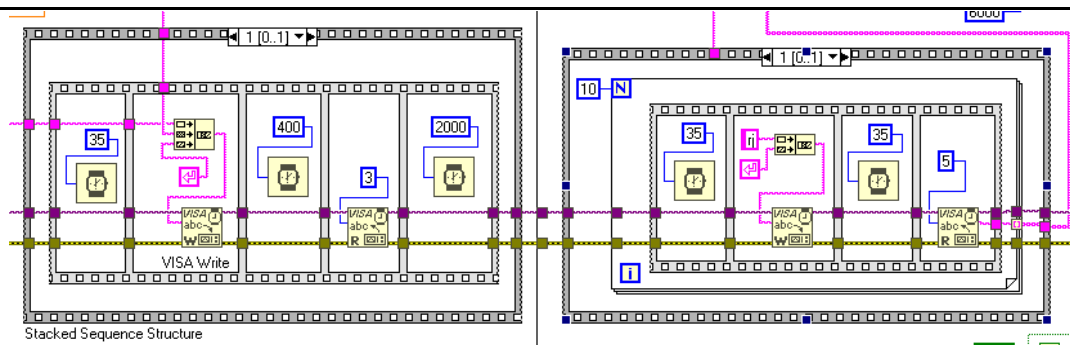 6000
1 [0..1]
1 [0..1]
10 N
35
400
2000
35
rj
35
3
5
VISA
abc
W
VISA
abc
R
VISA
abc
W
VISA
abc
R
VISA Write
i
Stacked Sequence Structure